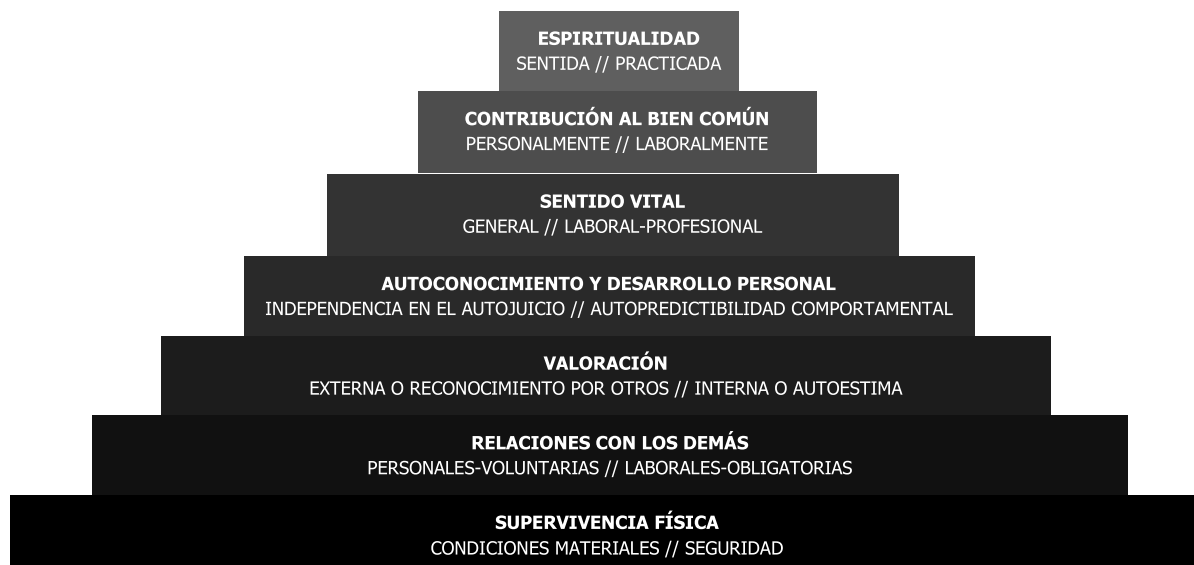 ESPIRITUALIDAD
SENTIDA // PRACTICADA
CONTRIBUCIÓN AL BIEN COMÚN
PERSONALMENTE // LABORALMENTE
SENTIDO VITAL
GENERAL // LABORAL-PROFESIONAL
AUTOCONOCIMIENTO Y DESARROLLO PERSONAL
INDEPENDENCIA EN EL AUTOJUICIO // AUTOPREDICTIBILIDAD COMPORTAMENTAL
VALORACIÓN
EXTERNA O RECONOCIMIENTO POR OTROS // INTERNA O AUTOESTIMA
RELACIONES CON LOS DEMÁS
PERSONALES-VOLUNTARIAS // LABORALES-OBLIGATORIAS
SUPERVIVENCIA FÍSICA
CONDICIONES MATERIALES // SEGURIDAD